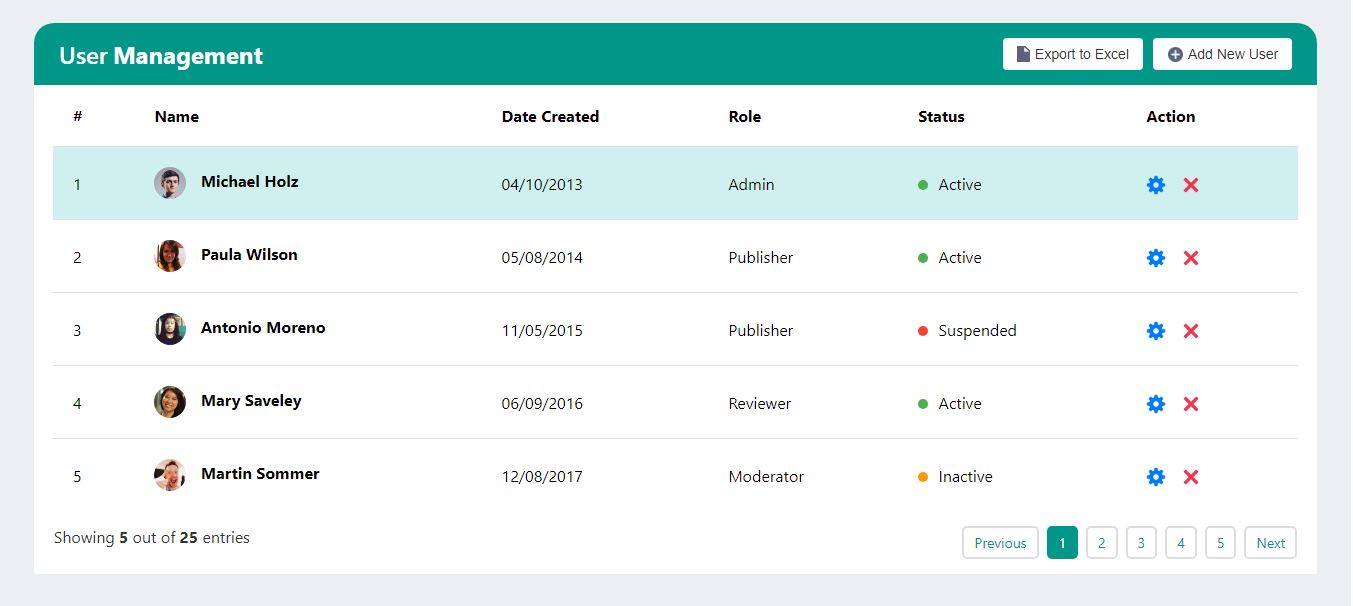 User Management Export to Excel Add New User
# Name Date Created Role Status Action
1 Michael Holz 04/10/2013 Admin Active
2 Paula Wilson 05/08/2014 Publisher Active
3 Antonio Moreno 11/05/2015 Publisher Suspended
4 Mary Saveley 06/09/2016 Reviewer Active
5 Martin Sommer 12/08/2017 Moderator Inactive
Showing 5 out of 25 entries Previous 1 2 3 4 5 Next